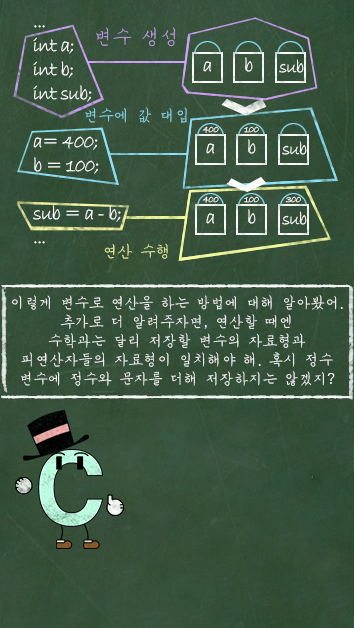 ...
int a;
int b;
int sub;
변수 생성
a
b
sub
변수에 값 대입
a = 400;
b = 100;
400
100
a
b
sub
sub = a - b;
...
연산 수행
400
100
300
a
b
sub
이렇게 변수로 연산을 하는 방법에 대해 알아봤어.
추가로 더 알려주자면, 연산할 때엔
수학과는 달리 저장할 변수의 자료형과
피연산자들의 자료형이 일치해야 해. 혹시 정수
변수에 정수와 문자를 더해 저장하지는 않겠지?
C